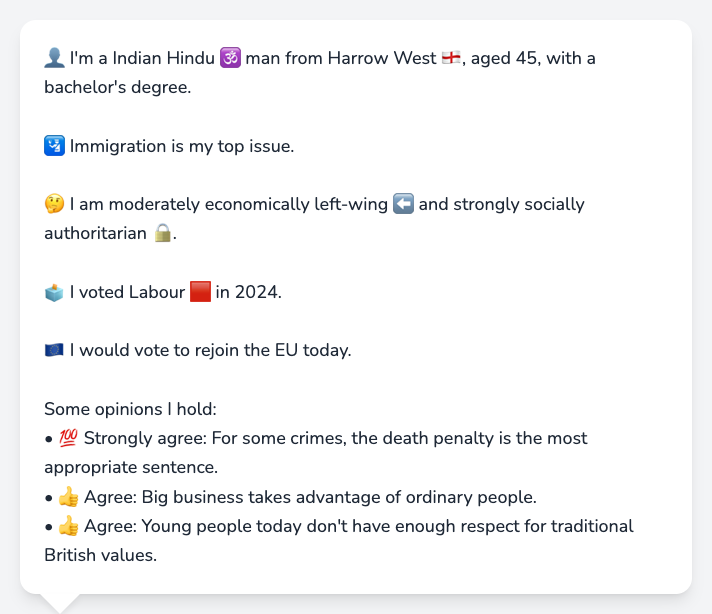 👤 I'm a Indian Hindu 🕉️ man from Harrow West 🏴󠁧󠁢󠁥󠁮󠁧󠁿, aged 45, with a
bachelor's degree.
🛂 Immigration is my top issue.
🤔 I am moderately economically left-wing ⬅️ and strongly socially
authoritarian 🔒.
🗳️ I voted Labour 🟥 in 2024.
🇪🇺 I would vote to rejoin the EU today.
Some opinions I hold:
• 💯 Strongly agree: For some crimes, the death penalty is the most
appropriate sentence.
• 👍 Agree: Big business takes advantage of ordinary people.
• 👍 Agree: Young people today don't have enough respect for traditional
British values.